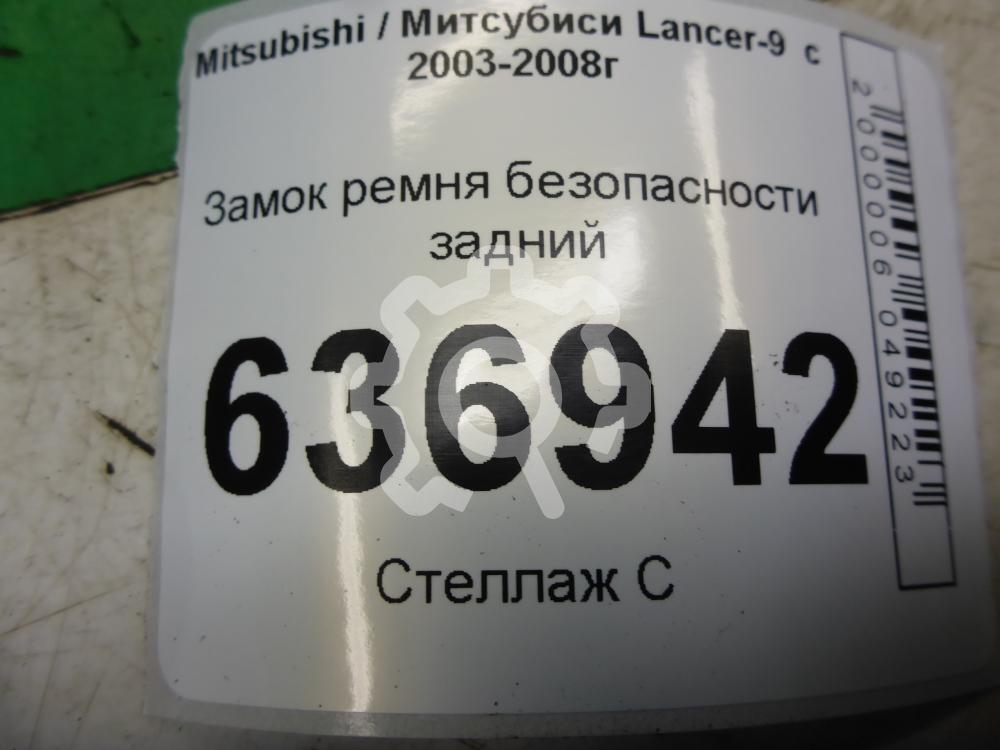 Mitsubishi / Митсубиси Lancer-9 с
2003-2008г
Замок ремня безопасности
задний
636942
Стеллаж С
2000006049223